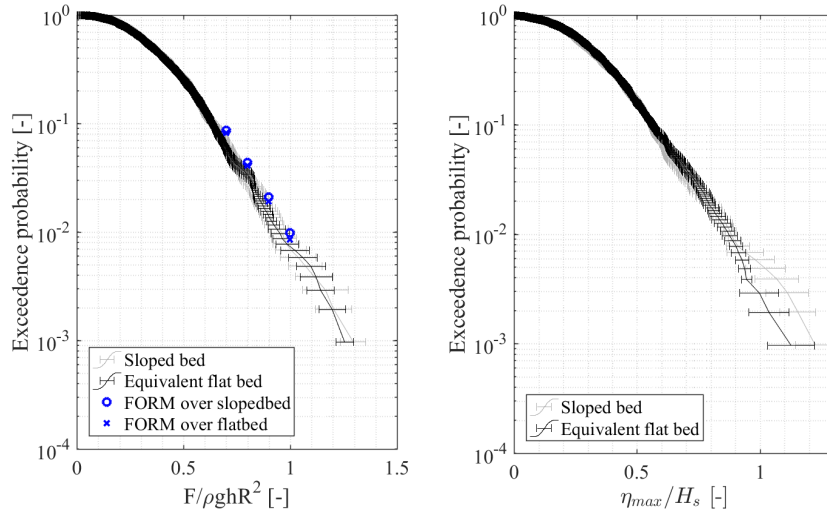 10^0
10^-1
10^-2
10^-3
10^-4
Exceedence probability [-]
0
0.5
1
1.5
F/ρghR^2 [-]
Sloped bed
Equivalent flat bed
FORM over slopedbed
FORM over flatbed
10^0
10^-1
10^-2
10^-3
10^-4
Exceedence probability [-]
0
0.5
1
η_max/H_s [-]
Sloped bed
Equivalent flat bed